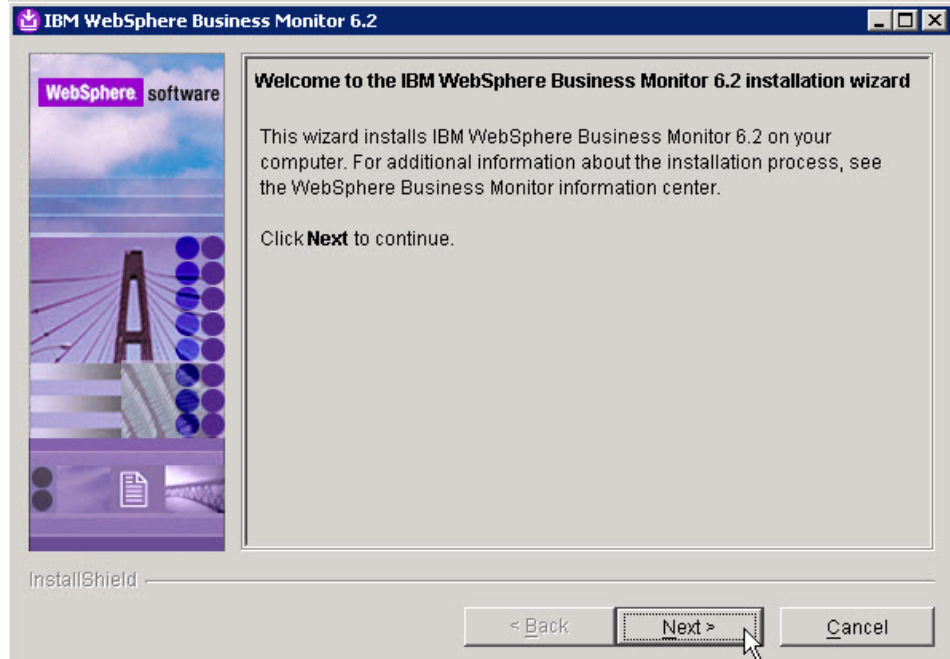 IBM WebSphere Business Monitor 6.2
WebSphere software
Welcome to the IBM WebSphere Business Monitor 6.2 installation wizard
This wizard installs IBM WebSphere Business Monitor 6.2 on your
computer. For additional information about the installation process, see
the WebSphere Business Monitor information center.
Click Next to continue.
InstallShield
< Back
Next >
Cancel